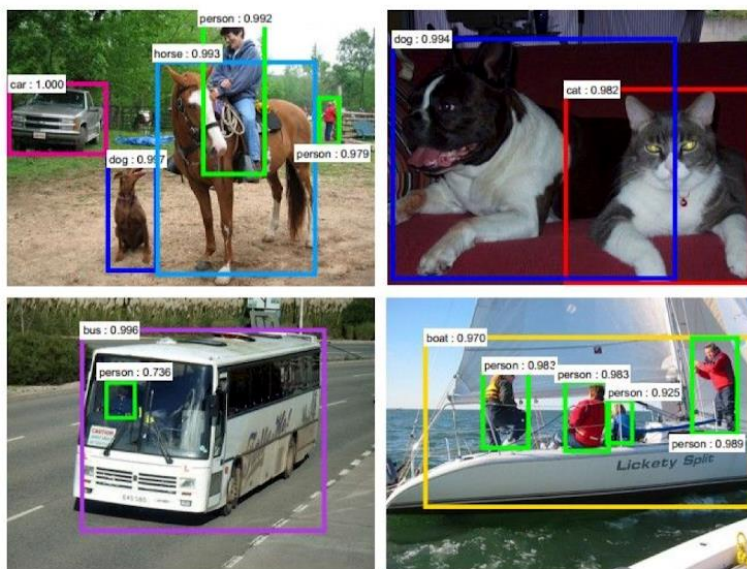 person : 0.992
horse : 0.993
car : 1.000
dog : 0.997
person : 0.979
dog : 0.994
cat : 0.982
bus : 0.996
person : 0.736
CAUTION
boat : 0.970
person : 0.983
person : 0.983
person : 0.925
person : 0.989
Lickety Split